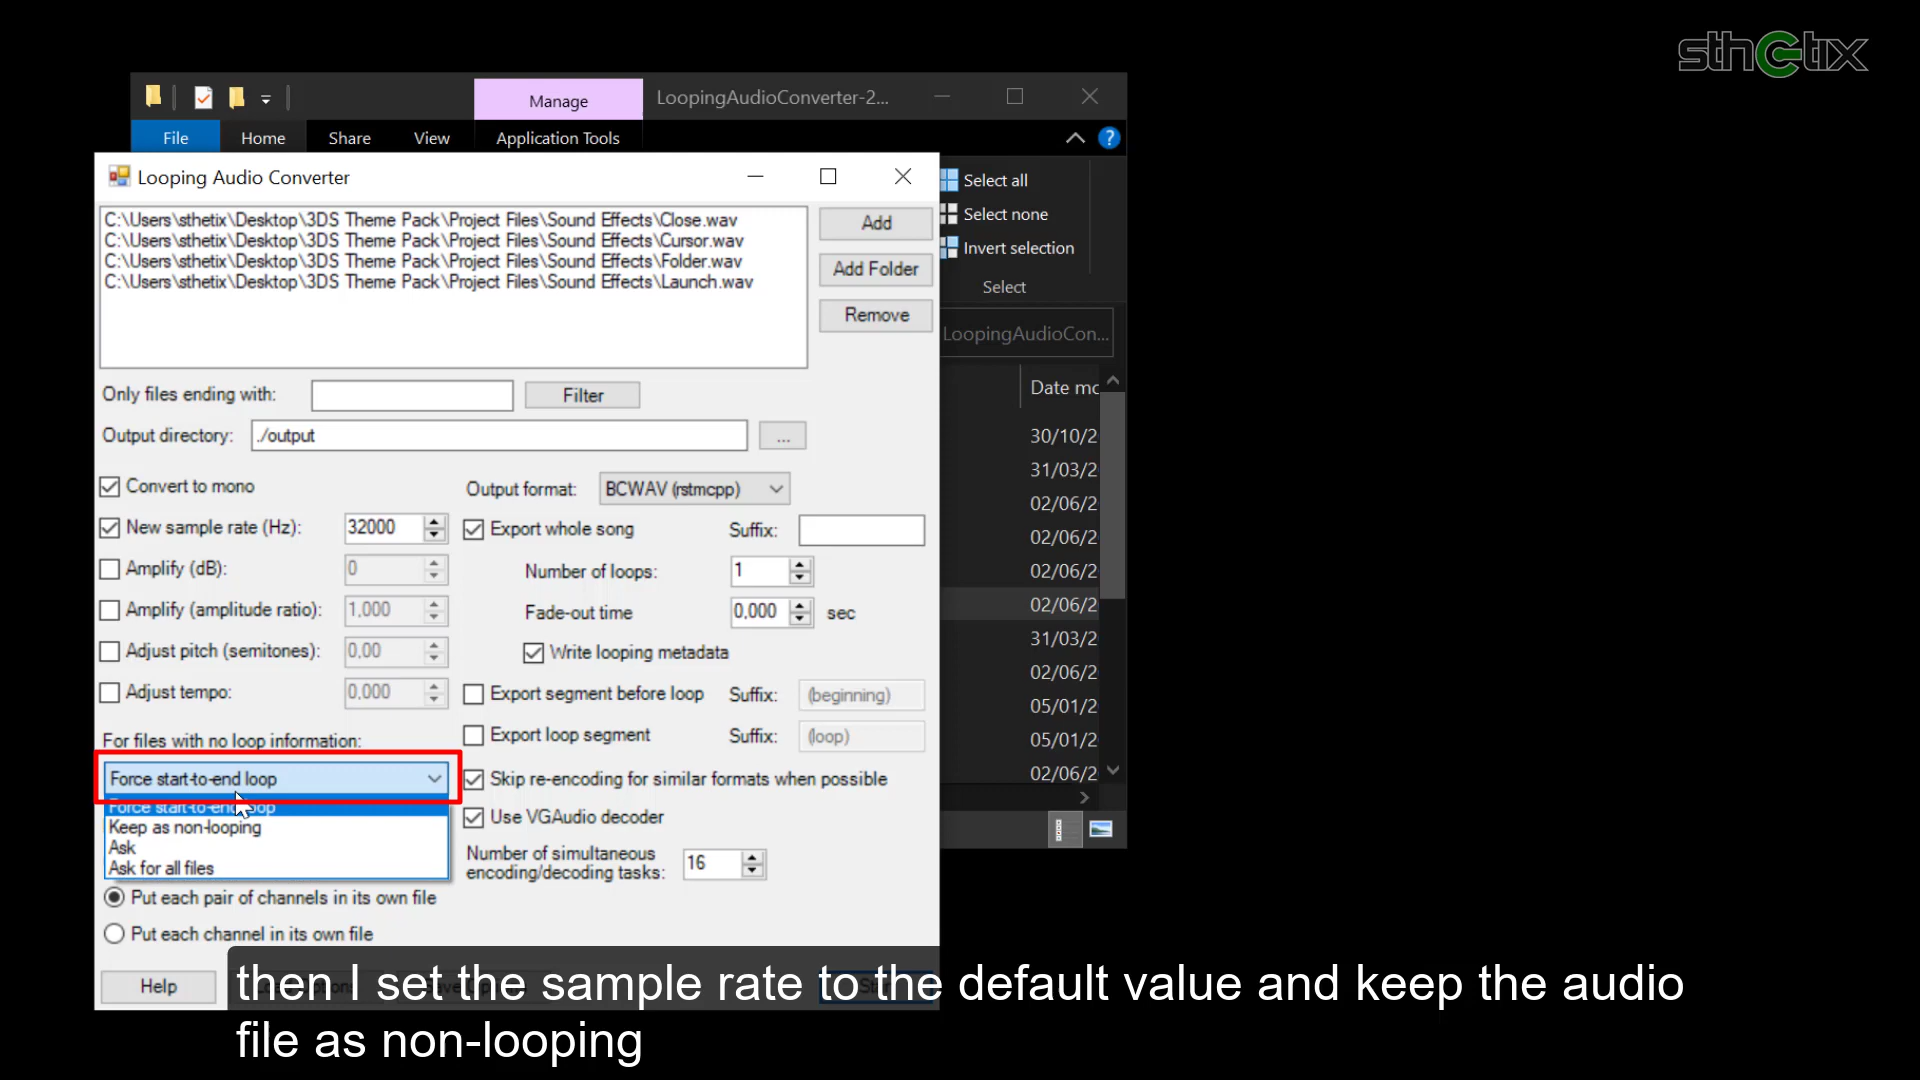 sthetix
Manage
LoopingAudioConverter-2...
File
Home
Share
View
Application Tools
Looping Audio Converter
C:\Users\sthetix\Desktop\3DS Theme Pack\Project Files\Sound Effects\Close.wav
C:\Users\sthetix\Desktop\3DS Theme Pack\Project Files\Sound Effects\Cursor.wav
C:\Users\sthetix\Desktop\3DS Theme Pack\Project Files\Sound Effects\Folder.wav
C:\Users\sthetix\Desktop\3DS Theme Pack\Project Files\Sound Effects\Launch.wav
Add
Add Folder
Remove
Select all
Select none
Invert selection
Select
LoopingAudioCon...
Only files ending with:
Filter
Output directory:
./output
...
Convert to mono
New sample rate (Hz):
32000
Amplify (dB):
0
Amplify (amplitude ratio):
1,000
Adjust pitch (semitones):
0,00
Adjust tempo:
0,000
For files with no loop information:
Force start-to-end loop
Force start-to-end loop
Keep as non-looping
Ask
Ask for all files
Put each pair of channels in its own file
Put each channel in its own file
Help
Output format:
BCWAV (rstmcpp)
Export whole song
Suffix:
Number of loops:
1
Fade-out time
0,000
sec
Write looping metadata
Export segment before loop
Suffix:
(beginning)
Export loop segment
Suffix:
(loop)
Skip re-encoding for similar formats when possible
Use VGAudio decoder
Number of simultaneous
encoding/decoding tasks:
16
Date mo
30/10/2
31/03/2
02/06/2
02/06/2
02/06/2
02/06/2
31/03/2
02/06/2
05/01/2
05/01/2
02/06/2
then I set the sample rate to the default value and keep the audio
file as non-looping